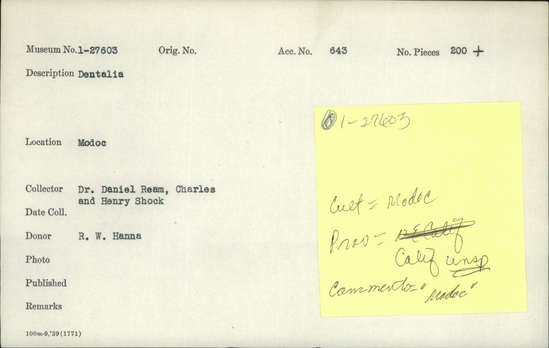 Museum No. 1-27603 Orig. No. Acc. No. 643 No. Pieces 200 +
Description Dentalia
Location Modoc
Collector Dr. Daniel Ream, Charles
and Henry Shock
Date Coll.
Donor R. W. Hanna
Photo
Published
Remarks
100m-9,'39(1771)
1-27603
Cult = Modoc
Prov = NE Calif
Calif unsp
Comments = "Modoc"